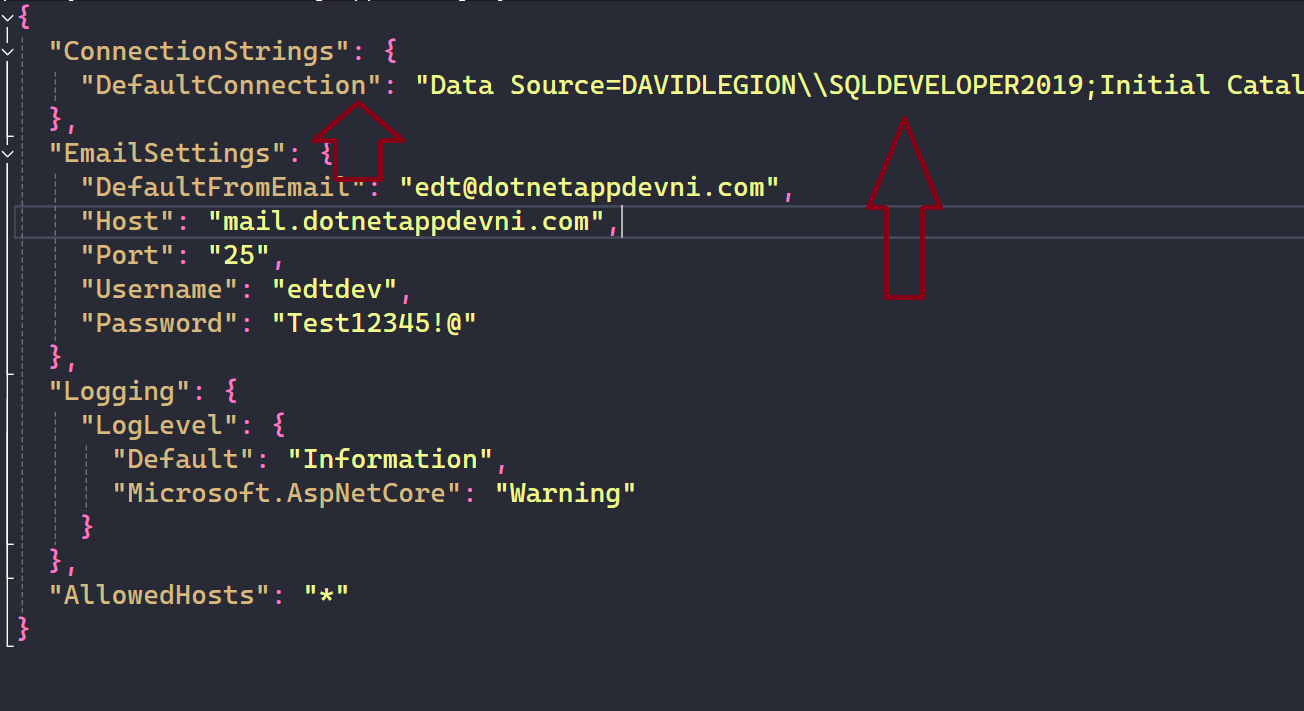 {
"ConnectionStrings": {
"DefaultConnection": "Data Source=DAVIDLEGION\\SQLDEVELOPER2019;Initial Catal
},
"EmailSettings": {
"DefaultFromEmail": "edt@dotnetappdevni.com",
"Host": "mail.dotnetappdevni.com",
"Port": "25",
"Username": "edtdev",
"Password": "Test12345!@"
},
"Logging": {
"LogLevel": {
"Default": "Information",
"Microsoft.AspNetCore": "Warning"
}
},
"AllowedHosts": "*"
}